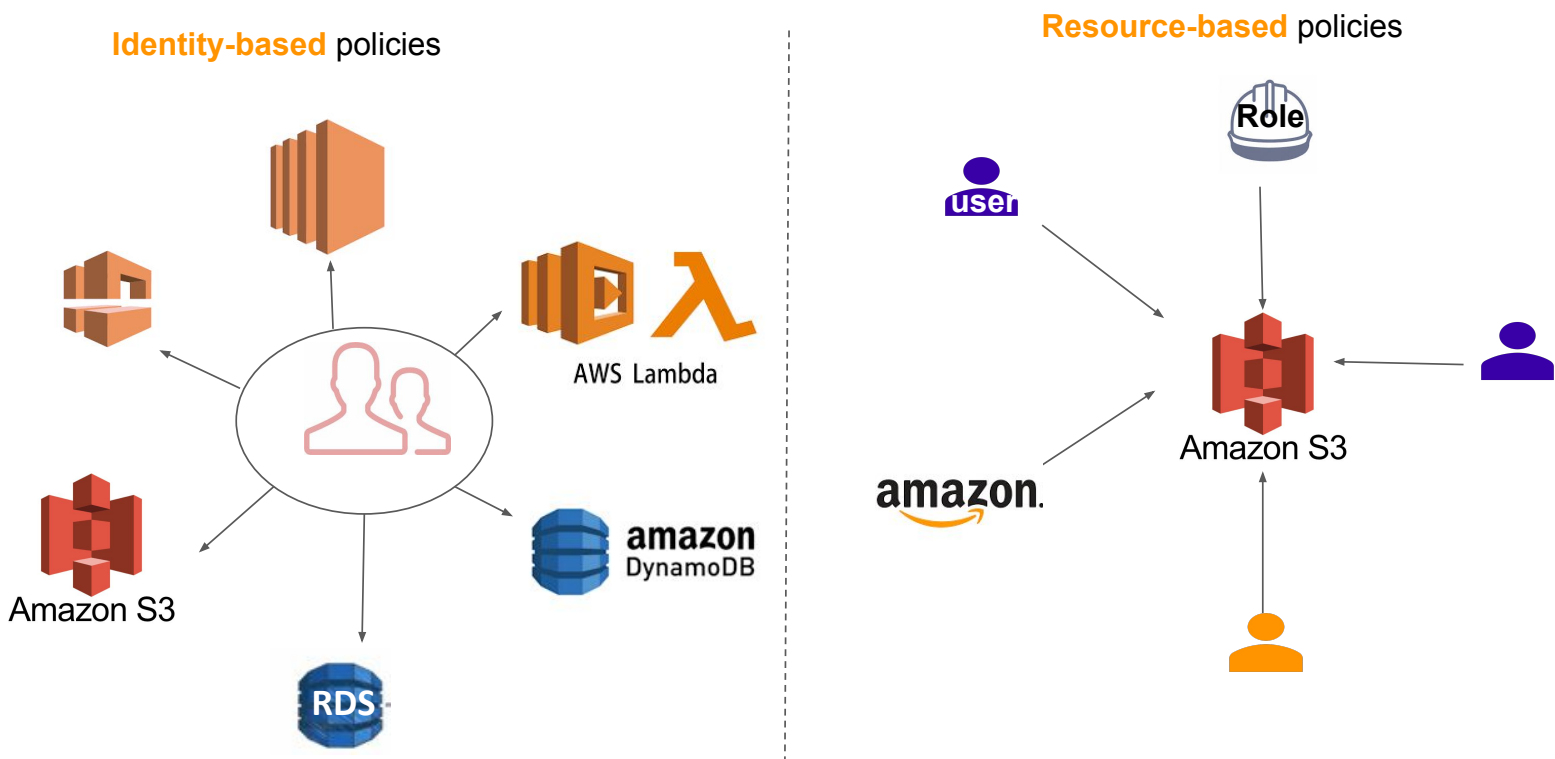 Identity-based policies
AWS Lambda
Amazon S3
amazon
DynamoDB
RDS
Resource-based policies
Role
user
Amazon S3
amazon.